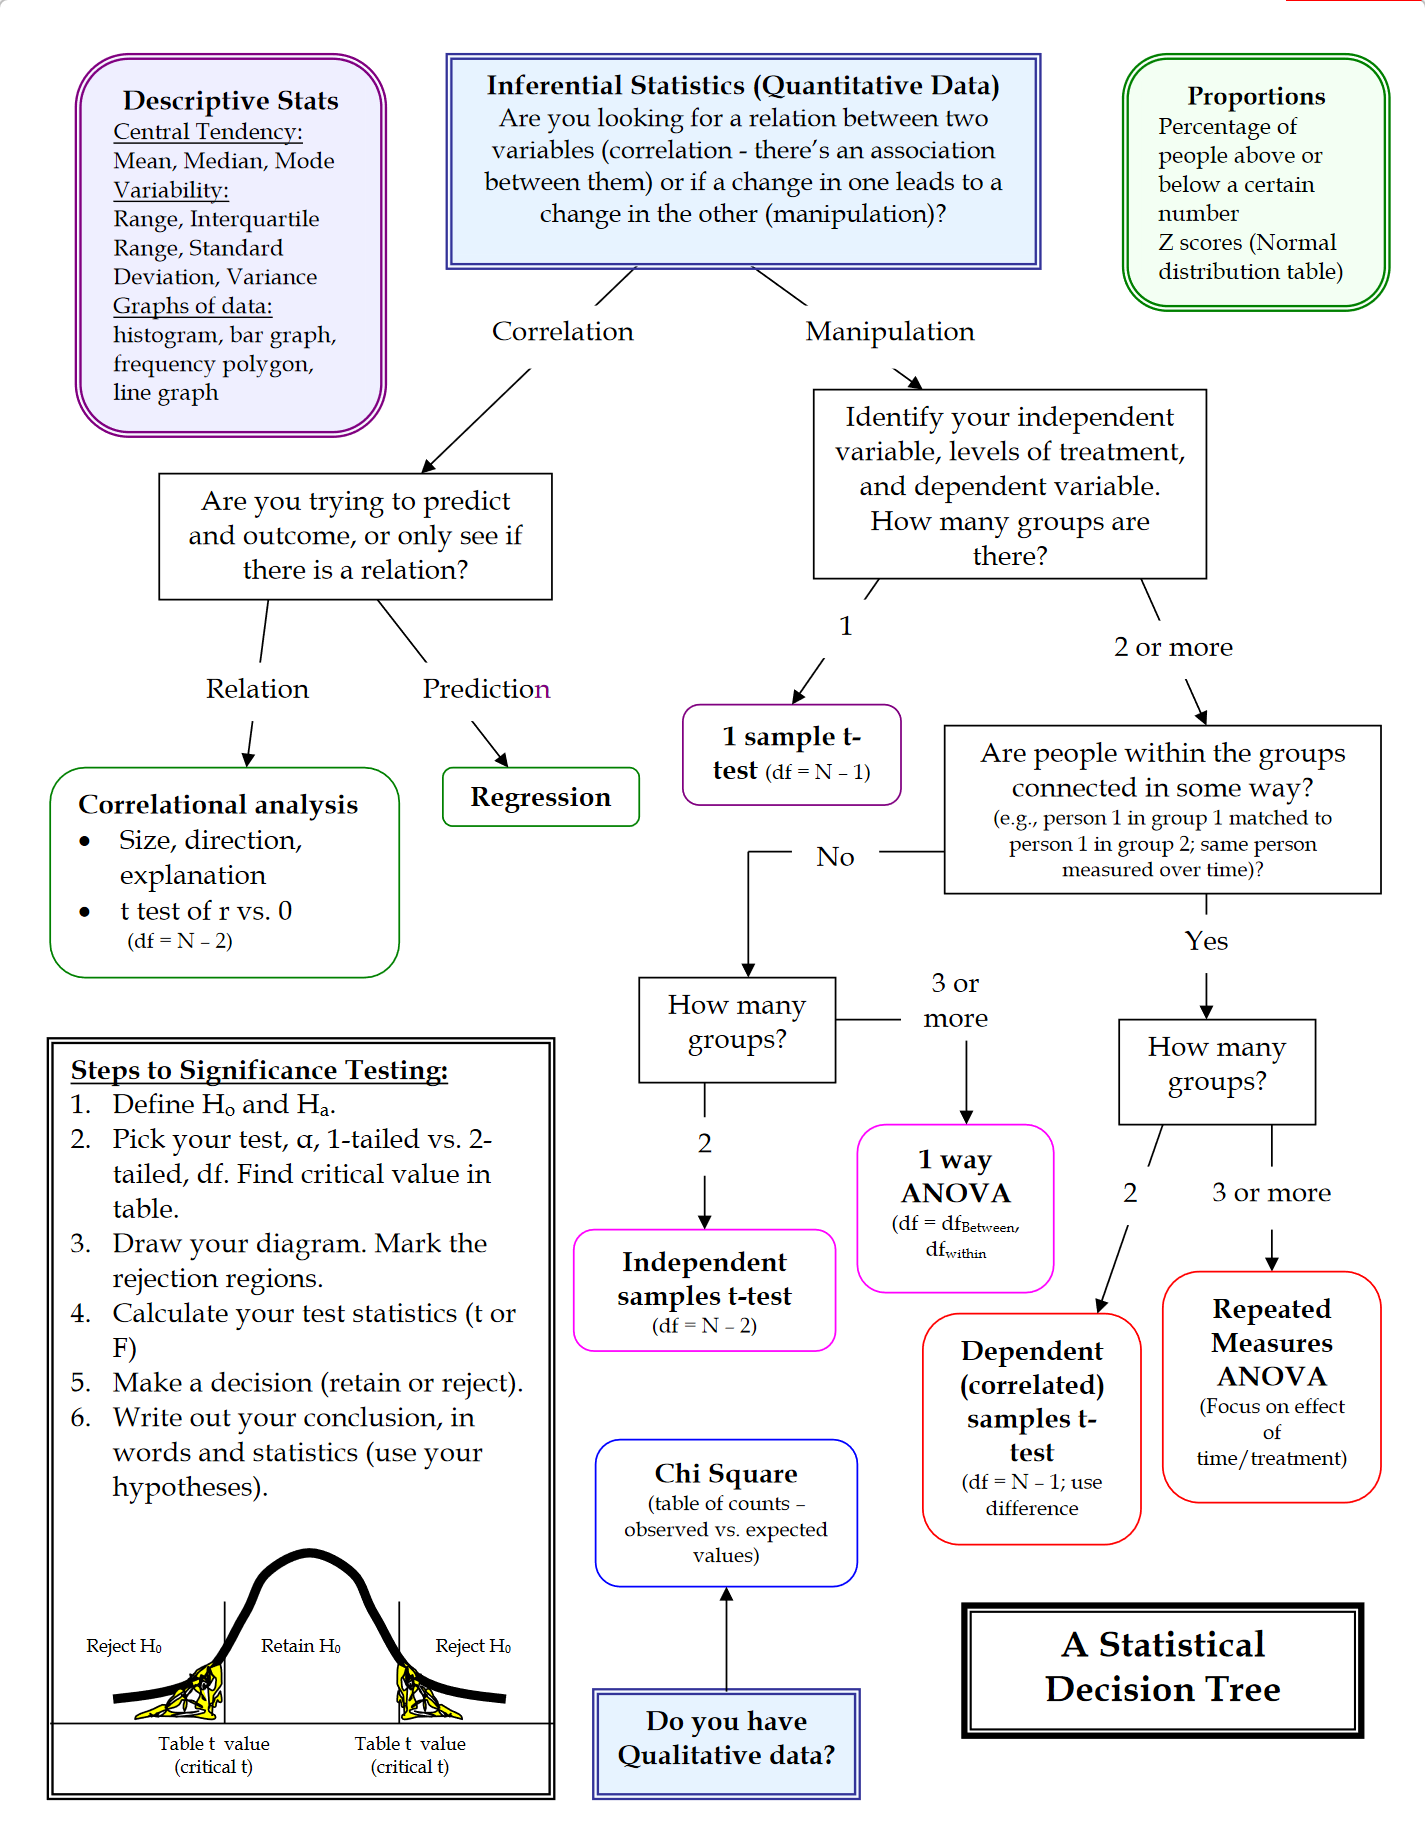 Descriptive Stats
Central Tendency:
Mean, Median, Mode
Variability:
Range, Interquartile
Range, Standard
Deviation, Variance
Graphs of data:
histogram, bar graph,
frequency polygon,
line graph
Inferential Statistics (Quantitative Data)
Are you looking for a relation between two
variables (correlation - there's an association
between them) or if a change in one leads to a
change in the other (manipulation)?
Proportions
Percentage of
people above or
below a certain
number
Z scores (Normal
distribution table)
Correlation
Manipulation
Are you trying to predict
and outcome, or only see if
there is a relation?
Identify your independent
variable, levels of treatment,
and dependent variable.
How many groups are
there?
Relation
Prediction
1
2 or more
Correlational analysis
• Size, direction,
explanation
• t test of r vs. 0
(df = N – 2)
Regression
1 sample t-
test (df = N – 1)
Are people within the groups
connected in some way?
(e.g., person 1 in group 1 matched to
person 1 in group 2; same person
measured over time)?
No
Yes
How many
groups?
3 or
more
How many
groups?
2
1 way
ANOVA
(df = dfBetween,
dfwithin
2
3 or more
Independent
samples t-test
(df = N – 2)
Dependent
(correlated)
samples t-
test
(df = N – 1; use
difference
Repeated
Measures
ANOVA
(Focus on effect
of
time/treatment)
Steps to Significance Testing:
1. Define Ho and Ha.
2. Pick your test, α, 1-tailed vs. 2-
tailed, df. Find critical value in
table.
3. Draw your diagram. Mark the
rejection regions.
4. Calculate your test statistics (t or
F)
5. Make a decision (retain or reject).
6. Write out your conclusion, in
words and statistics (use your
hypotheses).
Reject H0
Retain H0
Reject H0
Table t value
(critical t)
Table t value
(critical t)
Chi Square
(table of counts –
observed vs. expected
values)
Do you have
Qualitative data?
A Statistical
Decision Tree